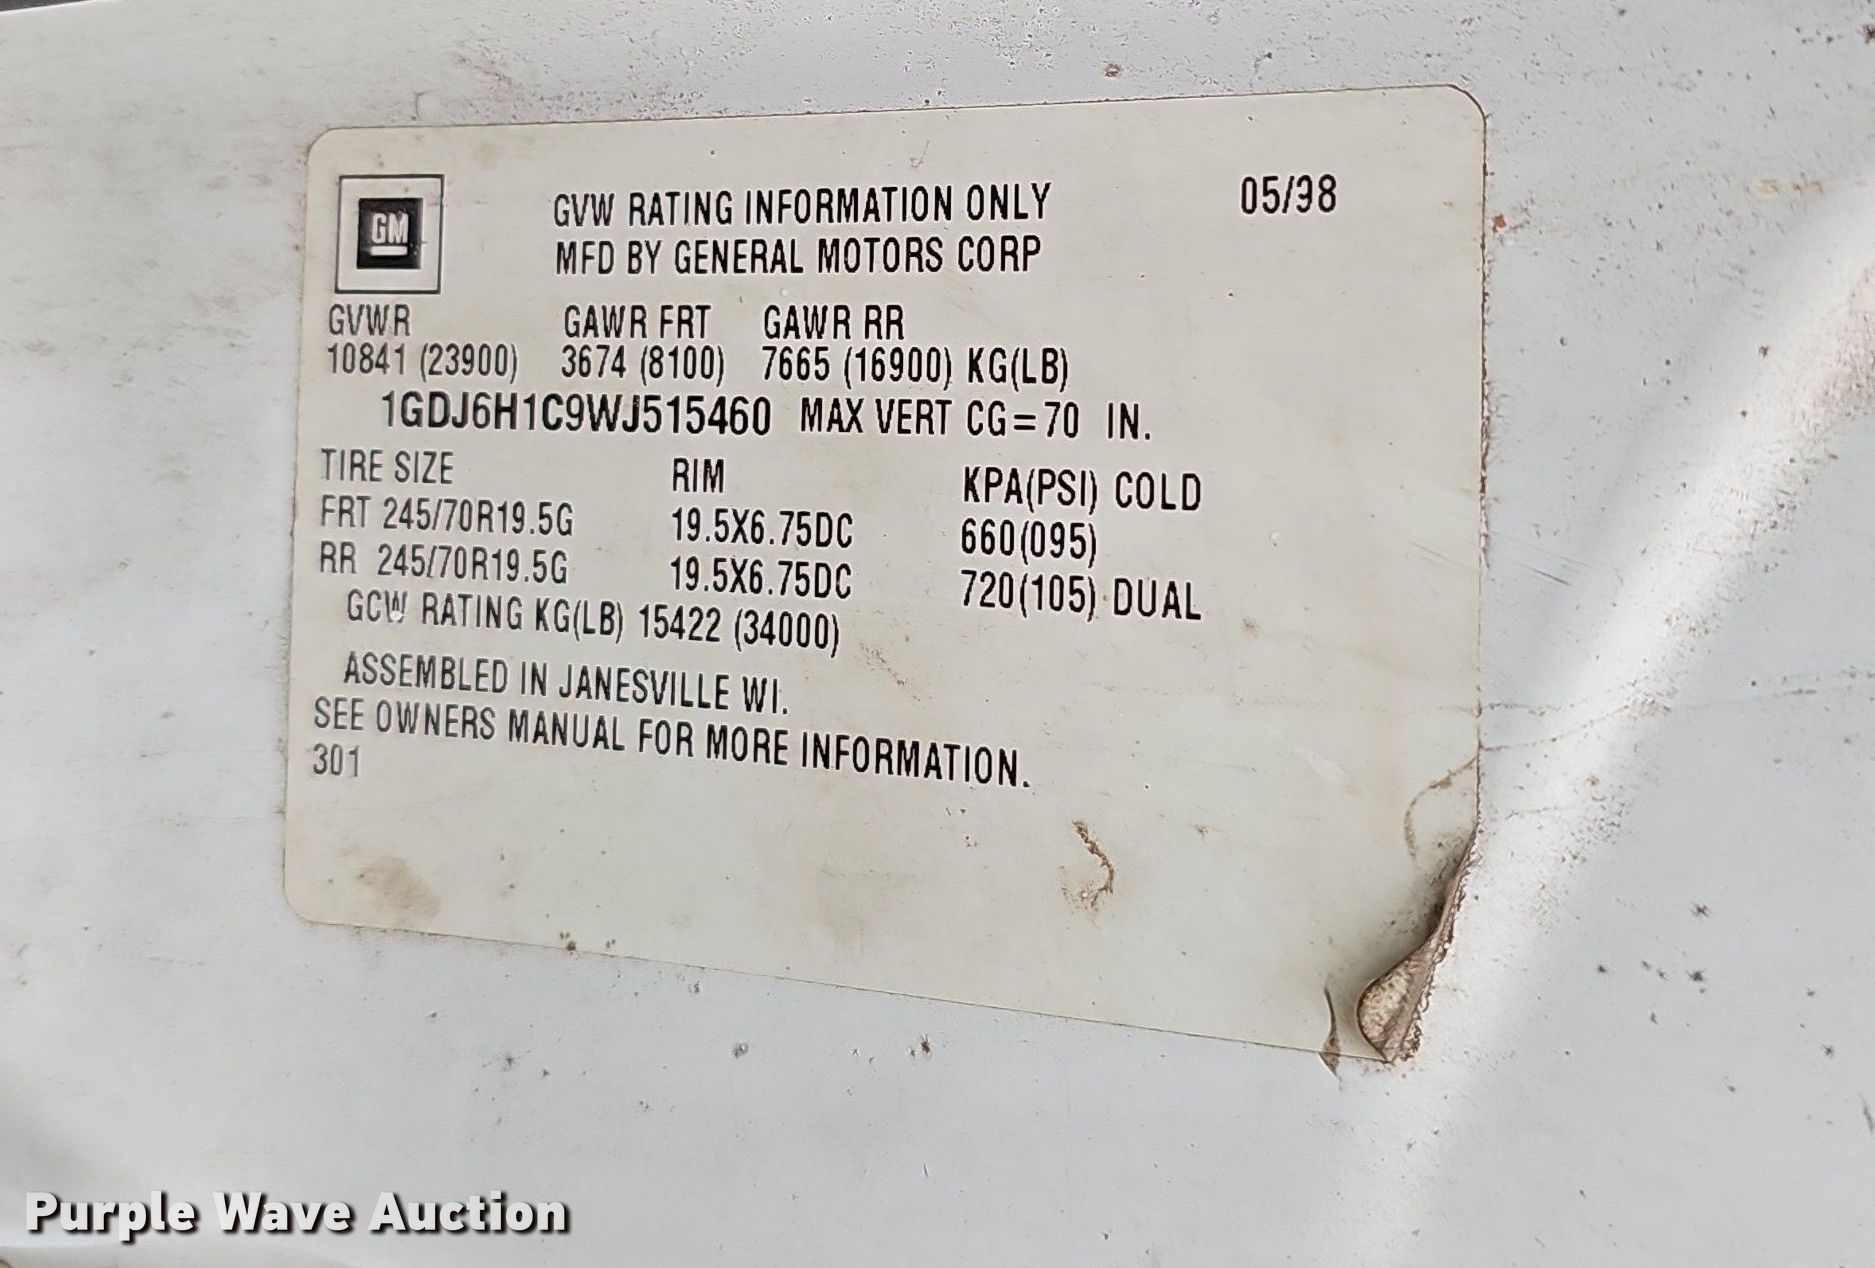 GM
GVW RATING INFORMATION ONLY 05/98
MFD BY GENERAL MOTORS CORP
GVWR GAWR FRT GAWR RR
10841 (23900) 3674 (8100) 7665 (16900) KG(LB)
1GDJ6H1C9WJ515460 MAX VERT CG=70 IN.
TIRE SIZE RIM KPA(PSI) COLD
FRT 245/70R19.5G 19.5X6.75DC 660(095)
RR 245/70R19.5G 19.5X6.75DC 720(105) DUAL
GCW RATING KG(LB) 15422 (34000)
ASSEMBLED IN JANESVILLE WI.
SEE OWNERS MANUAL FOR MORE INFORMATION.
301
Purple Wave Auction